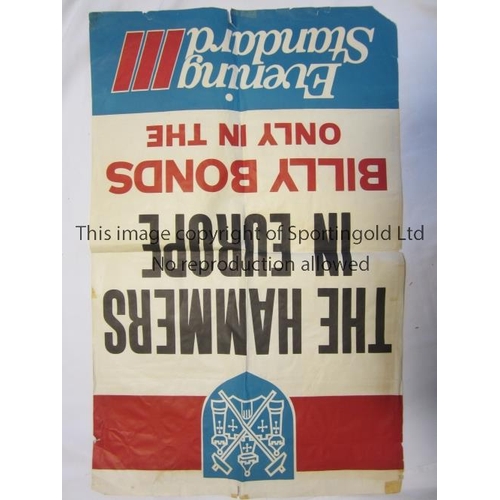 THE HAMMERS
IN EUROPE
BILLY BONDS
ONLY IN THE
Evening
Standard
This image copyright of Sportingold Ltd
No reproduction allowed